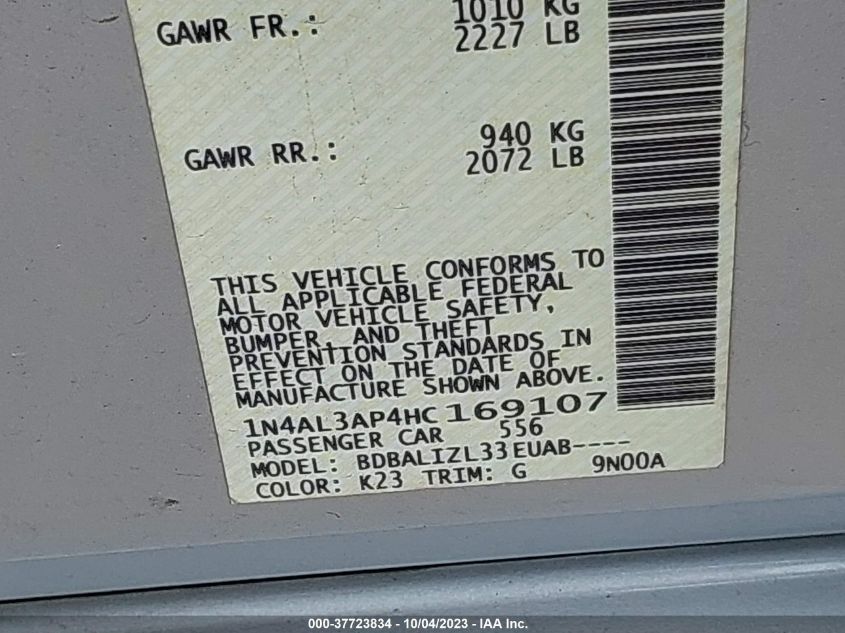 GAWR FR.: 1010 KG
2227 LB
GAWR RR.: 940 KG
2072 LB
THIS VEHICLE CONFORMS TO
ALL APPLICABLE FEDERAL
MOTOR VEHICLE SAFETY,
BUMPER, AND THEFT
PREVENTION STANDARDS IN
EFFECT ON THE DATE OF
MANUFACTURE SHOWN ABOVE.
1N4AL3AP4HC169107
PASSENGER CAR 556
MODEL: BDBALIZL33EUAB----
COLOR: K23 TRIM: G 9N00A
000-37723834 - 10/04/2023 - IAA Inc.